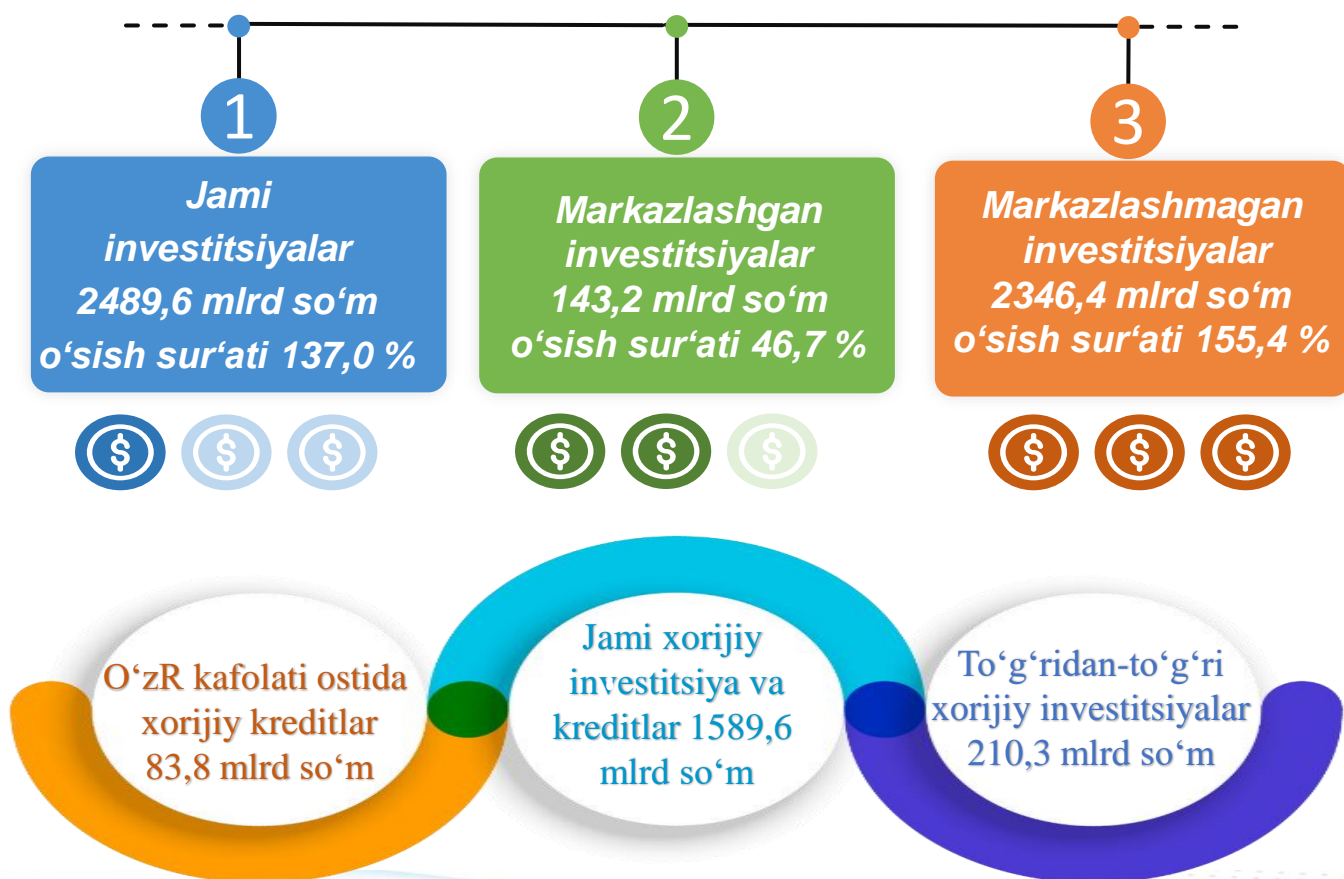 1
Jami
investitsiyalar
2489,6 mlrd so‘m
o‘sish sur‘ati 137,0 %
2
Markazlashgan
investitsiyalar
143,2 mlrd so‘m
o‘sish sur‘ati 46,7 %
3
Markazlashmagan
investitsiyalar
2346,4 mlrd so‘m
o‘sish sur‘ati 155,4 %
$ $ $
$ $ $
$ $ $
O‘zR kafolati ostida
xorijiy kreditlar
83,8 mlrd so‘m
Jami xorijiy
investitsiya va
kreditlar 1589,6
mlrd so‘m
To‘g‘ridan-to‘g‘ri
xorijiy investitsiyalar
210,3 mlrd so‘m